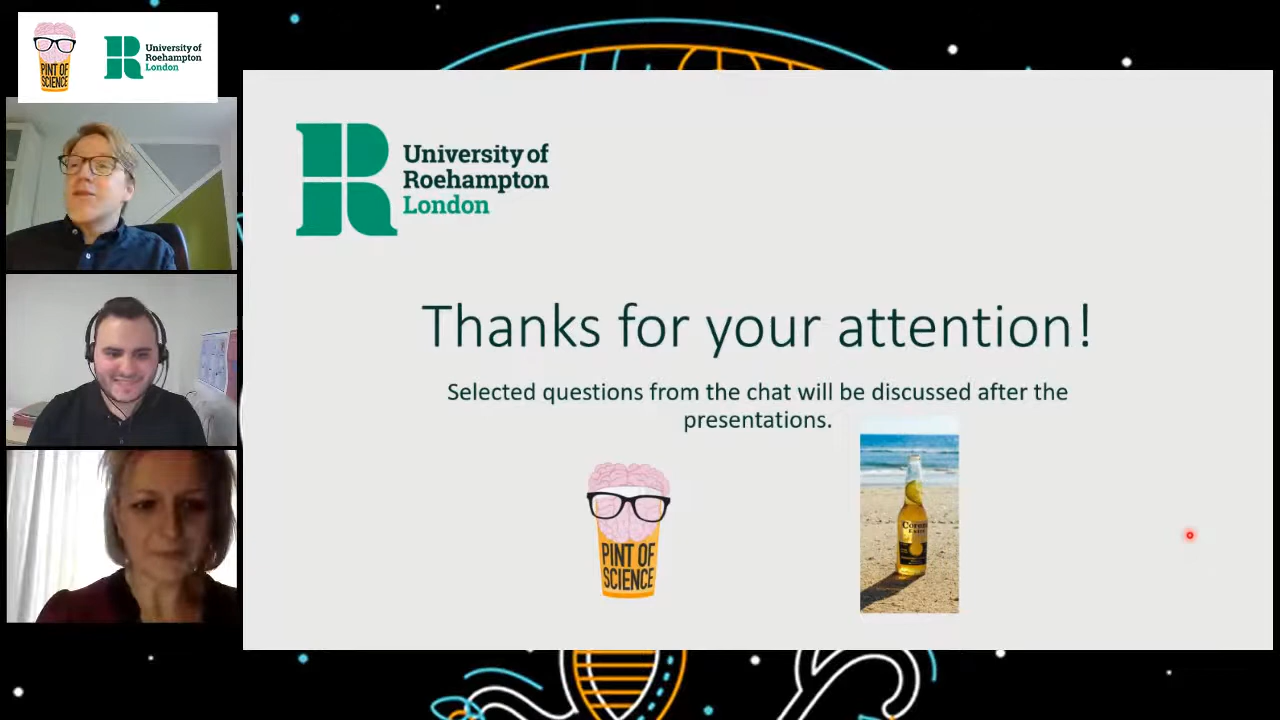 PINT OF
SCIENCE
University of
Roehampton
London
University of
Roehampton
London
Thanks for your attention!
Selected questions from the chat will be discussed after the
presentations.
PINT OF
SCIENCE
Corona